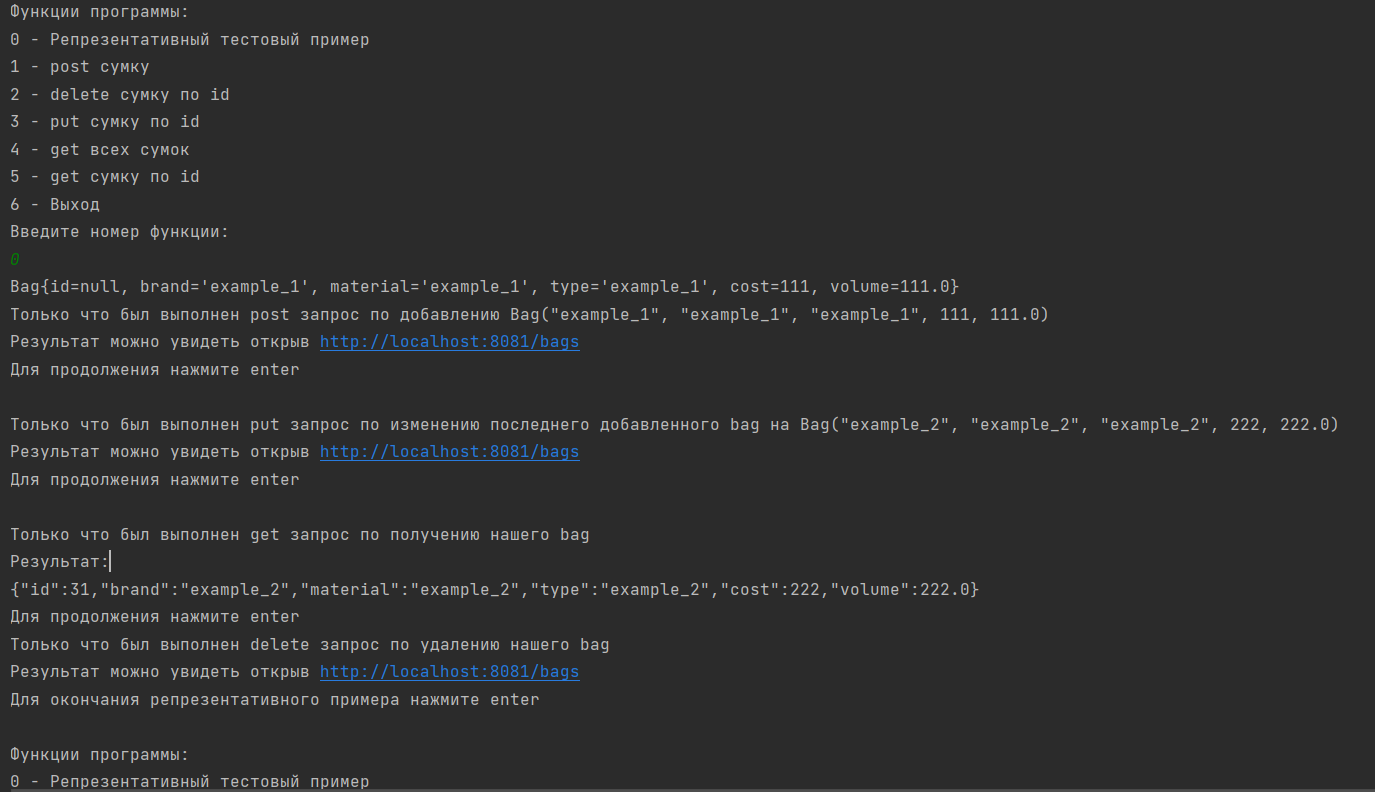 Функции программы:
0 - Репрезентативный тестовый пример
1 - post сумку
2 - delete сумку по id
3 - put сумку по id
4 - get всех сумок
5 - get сумку по id
6 - Выход
Введите номер функции:
0
Bag{id=null, brand='example_1', material='example_1', type='example_1', cost=111, volume=111.0}
Только что был выполнен post запрос по добавлению Bag("example_1", "example_1", "example_1", 111, 111.0)
Результат можно увидеть открыв http://localhost:8081/bags
Для продолжения нажмите enter
Только что был выполнен put запрос по изменению последнего добавленного bag на Bag("example_2", "example_2", "example_2", 222, 222.0)
Результат можно увидеть открыв http://localhost:8081/bags
Для продолжения нажмите enter
Только что был выполнен get запрос по получению нашего bag
Результат:
{"id":31,"brand":"example_2","material":"example_2","type":"example_2","cost":222,"volume":222.0}
Для продолжения нажмите enter
Только что был выполнен delete запрос по удалению нашего bag
Результат можно увидеть открыв http://localhost:8081/bags
Для окончания репрезентативного примера нажмите enter
Функции программы:
0 - Репрезентативный тестовый пример